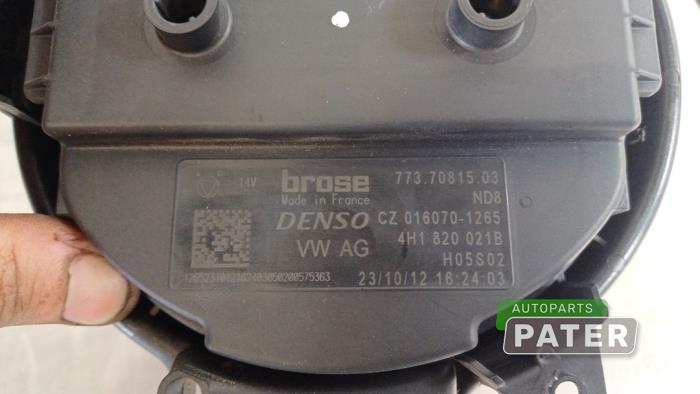 14V brose 773.70815.03
Made in France ND8
DENSO CZ 016070-1265
VW AG 4H1 820 021B
H05S02
23/10/12 16:24:03
AUTOPARTS
PATER